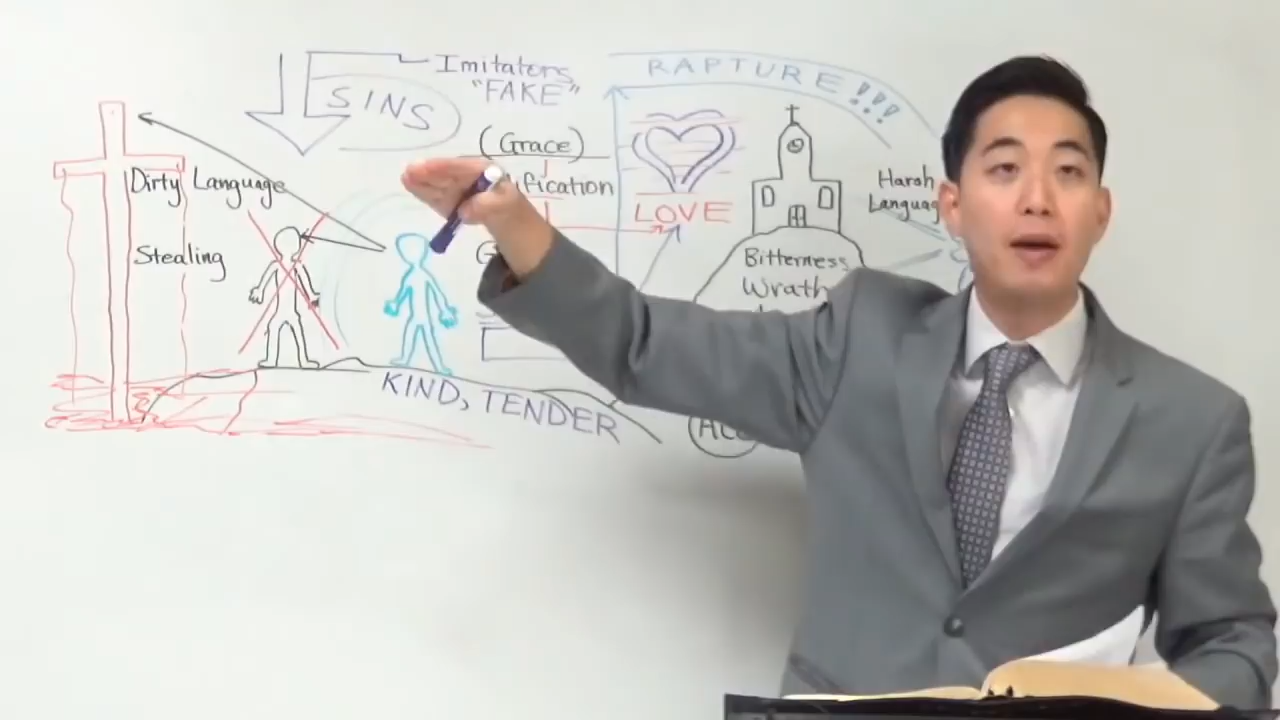 Imitators
"FAKE"
SINS
(Grace)
RAPTURE!!!
Dirty Language
LOVE
Harsh
Stealing
Bitterness
Wrath
KIND, TENDER